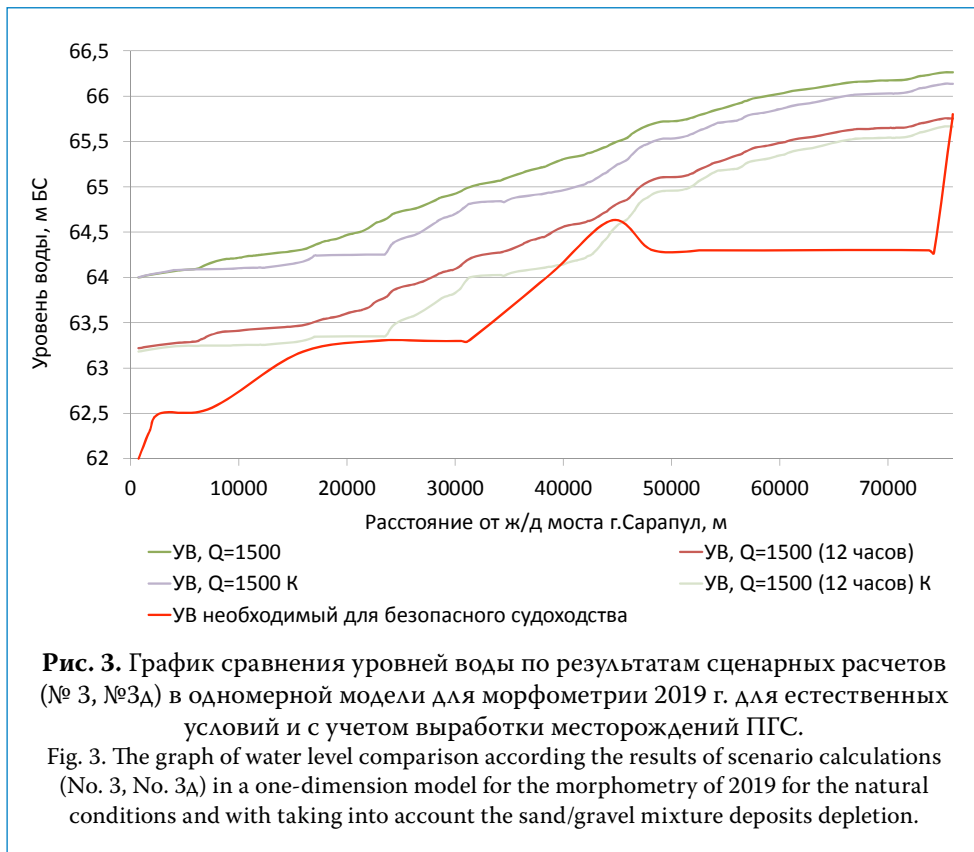 66,5
66
65,5
65
64,5
64
63,5
63
62,5
62
Уровень воды, м БС
0 10000 20000 30000 40000 50000 60000 70000
Расстояние от ж/д моста г.Сарапул, м
УВ, Q=1500
УВ, Q=1500 (12 часов)
УВ, Q=1500 К
УВ, Q=1500 (12 часов) К
УВ необходимый для безопасного судоходства
Рис. 3. График сравнения уровней воды по результатам сценарных расчетов
(№ 3, №3д) в одномерной модели для морфометрии 2019 г. для естественных
условий и с учетом выработки месторождений ПГС.
Fig. 3. The graph of water level comparison according the results of scenario calculations
(No. 3, No. 3д) in a one-dimension model for the morphometry of 2019 for the natural
conditions and with taking into account the sand/gravel mixture deposits depletion.